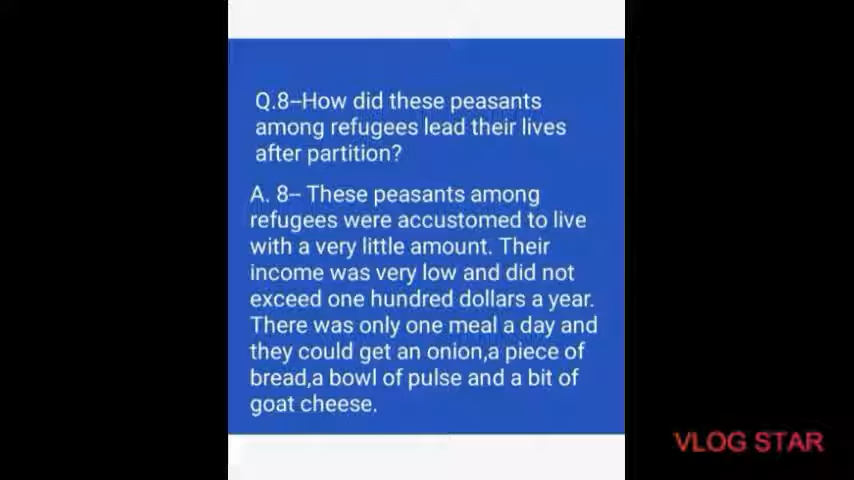 Q.8–How did these peasants
among refugees lead their lives
after partition?
A. 8– These peasants among
refugees were accustomed to live
with a very little amount. Their
income was very low and did not
exceed one hundred dollars a year.
There was only one meal a day and
they could get an onion,a piece of
bread,a bowl of pulse and a bit of
goat cheese.
VLOG STAR